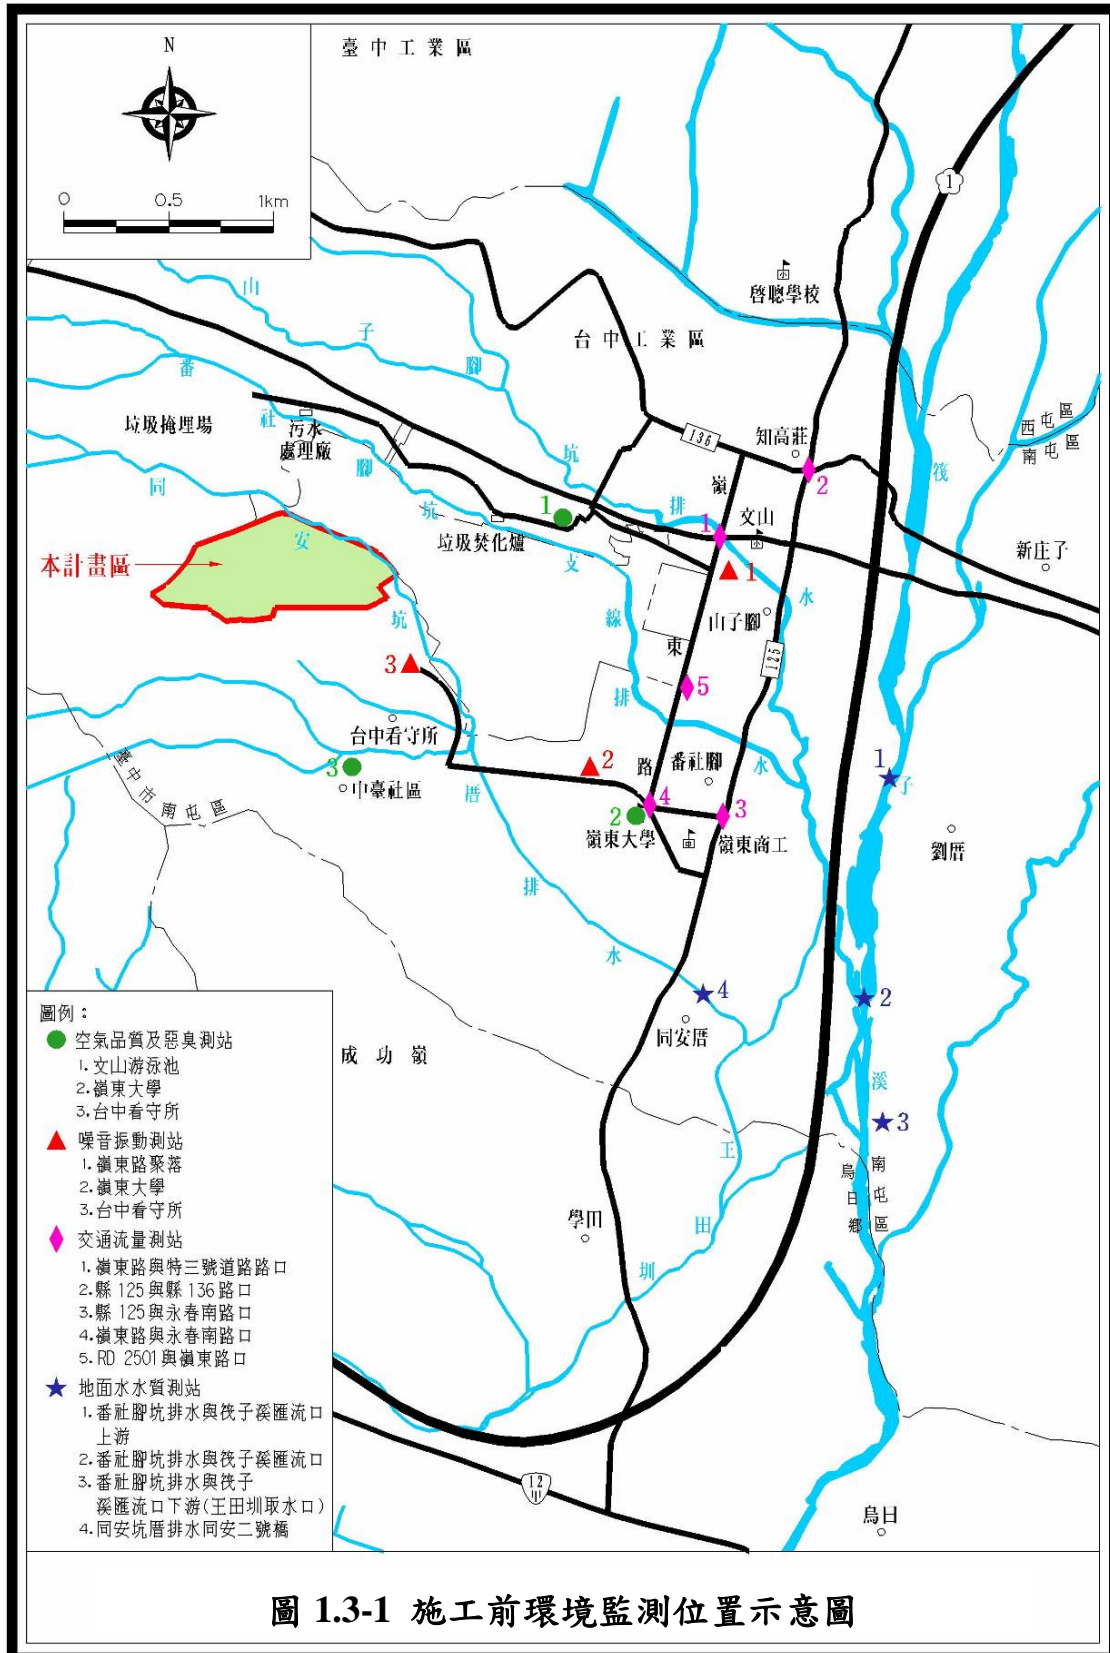 N
0 0.5 1km
臺中工業區
1
啓聰學校
台中工業區
山子腳坑排水
番社腳坑支線排水
垃圾掩埋場
污水
處理廠
136
知高莊
2
西屯區
南屯區
同安坑厝排水
1
垃圾焚化爐
嶺東路
1
文山
筏子溪
新庄子
本計畫區
1
山子腳
125
3
5
台中看守所
3
中臺社區
臺中市南屯區
2
番社腳
1
4
3
2
嶺東大學
嶺東商工
劉厝
4
2
同安厝
成功嶺
3
王田圳
烏日鄉
南屯區
學田
12
烏日
圖例：
空氣品質及惡臭測站
1.文山游泳池
2.嶺東大學
3.台中看守所
噪音振動測站
1.嶺東路聚落
2.嶺東大學
3.台中看守所
交通流量測站
1.嶺東路與特三號道路路口
2.縣125與縣136路口
3.縣125與永春南路口
4.嶺東路與永春南路口
5.RD 2501與嶺東路口
地面水水質測站
1.番社腳坑排水與筏子溪匯流口
上游
2.番社腳坑排水與筏子溪匯流口
3.番社腳坑排水與筏子
溪匯流口下游(王田圳取水口)
4.同安坑厝排水同安二號橋
圖 1.3-1 施工前環境監測位置示意圖